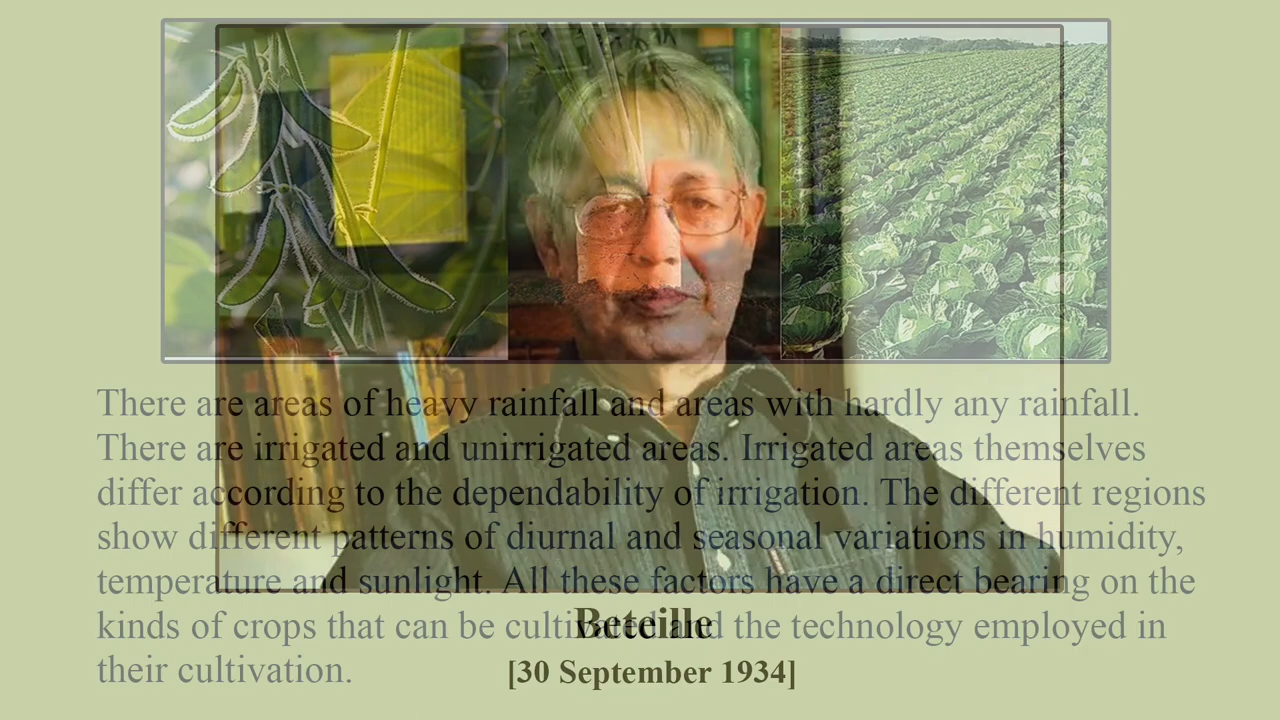 There are areas of heavy rainfall and areas with hardly any rainfall.
There are irrigated and unirrigated areas. Irrigated areas themselves
differ according to the dependability of irrigation. The different regions
show different patterns of diurnal and seasonal variations in humidity,
temperature and sunlight. All these factors have a direct bearing on the
kinds of crops that can be cultivated and the technology employed in
their cultivation.
Beteille
[30 September 1934]